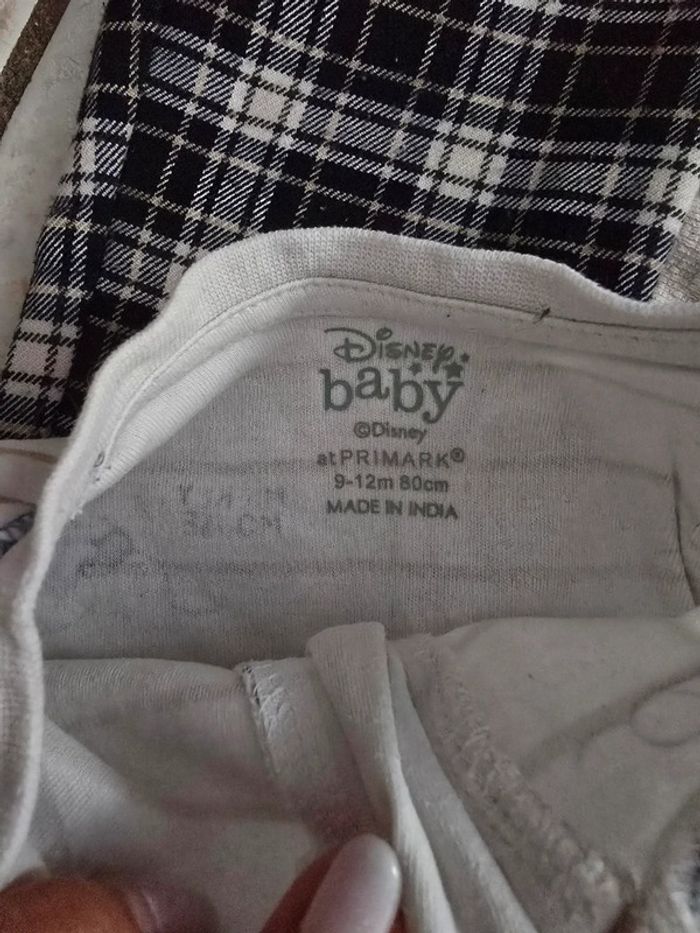 Disney
baby
©Disney
at PRIMARK®
9-12m 80cm
MADE IN INDIA